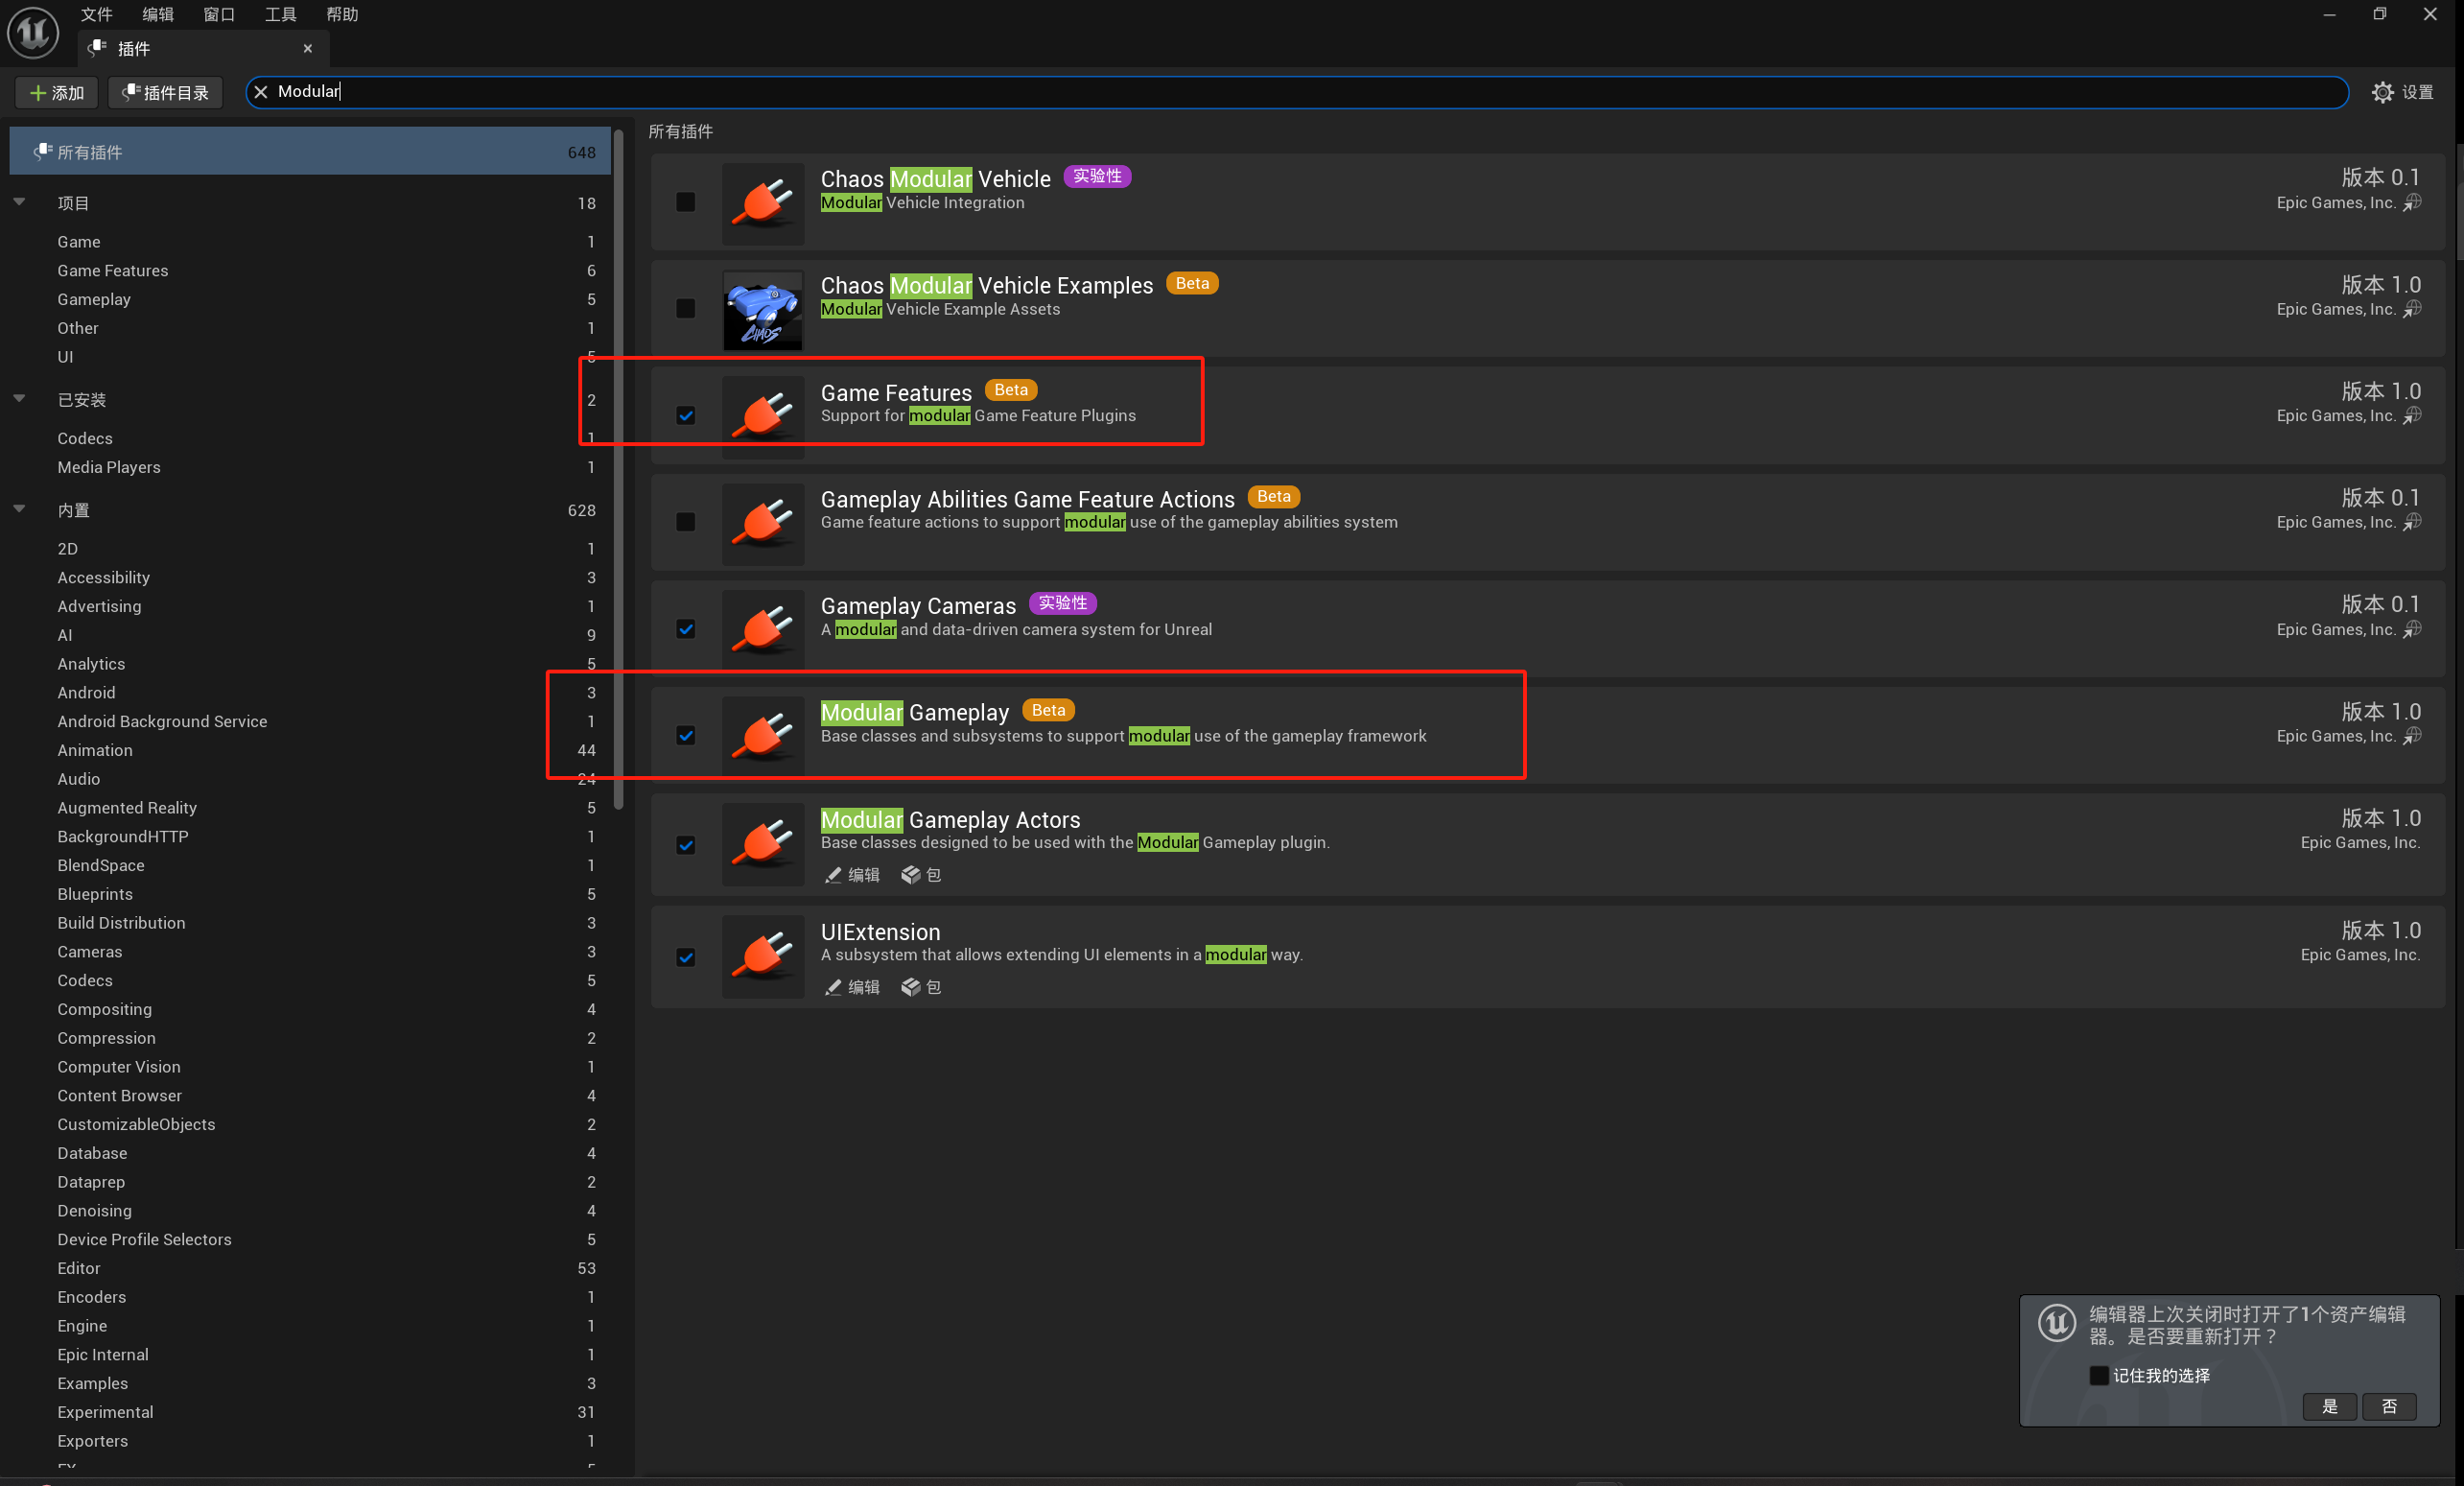 文件 编辑 窗口 工具 帮助
插件
添加 插件目录 Modular 设置
所有插件 648
项目 18
Game 1
Game Features 6
Gameplay 5
Other 1
UI 5
已安装 2
Codecs 1
Media Players 1
内置 628
2D 1
Accessibility 3
Advertising 1
AI 9
Analytics 5
Android 3
Android Background Service 1
Animation 44
Audio 24
Augmented Reality 5
BackgroundHTTP 1
BlendSpace 1
Blueprints 5
Build Distribution 3
Cameras 3
Codecs 5
Compositing 4
Compression 2
Computer Vision 1
Content Browser 4
CustomizableObjects 2
Database 4
Dataprep 2
Denoising 4
Device Profile Selectors 5
Editor 53
Encoders 1
Engine 1
Epic Internal 1
Examples 3
Experimental 31
Exporters 1
所有插件
Chaos Modular Vehicle 实验性 版本 0.1
Modular Vehicle Integration Epic Games, Inc.
Chaos Modular Vehicle Examples Beta 版本 1.0
Modular Vehicle Example Assets Epic Games, Inc.
CHAOS
Game Features Beta 版本 1.0
Support for modular Game Feature Plugins Epic Games, Inc.
Gameplay Abilities Game Feature Actions Beta 版本 0.1
Game feature actions to support modular use of the gameplay abilities system Epic Games, Inc.
Gameplay Cameras 实验性 版本 0.1
A modular and data-driven camera system for Unreal Epic Games, Inc.
Modular Gameplay Beta 版本 1.0
Base classes and subsystems to support modular use of the gameplay framework Epic Games, Inc.
Modular Gameplay Actors 版本 1.0
Base classes designed to be used with the Modular Gameplay plugin. Epic Games, Inc.
编辑 包
UIExtension 版本 1.0
A subsystem that allows extending UI elements in a modular way. Epic Games, Inc.
编辑 包
编辑器上次关闭时打开了1个资产编辑
器。是否要重新打开？
记住我的选择
是 否